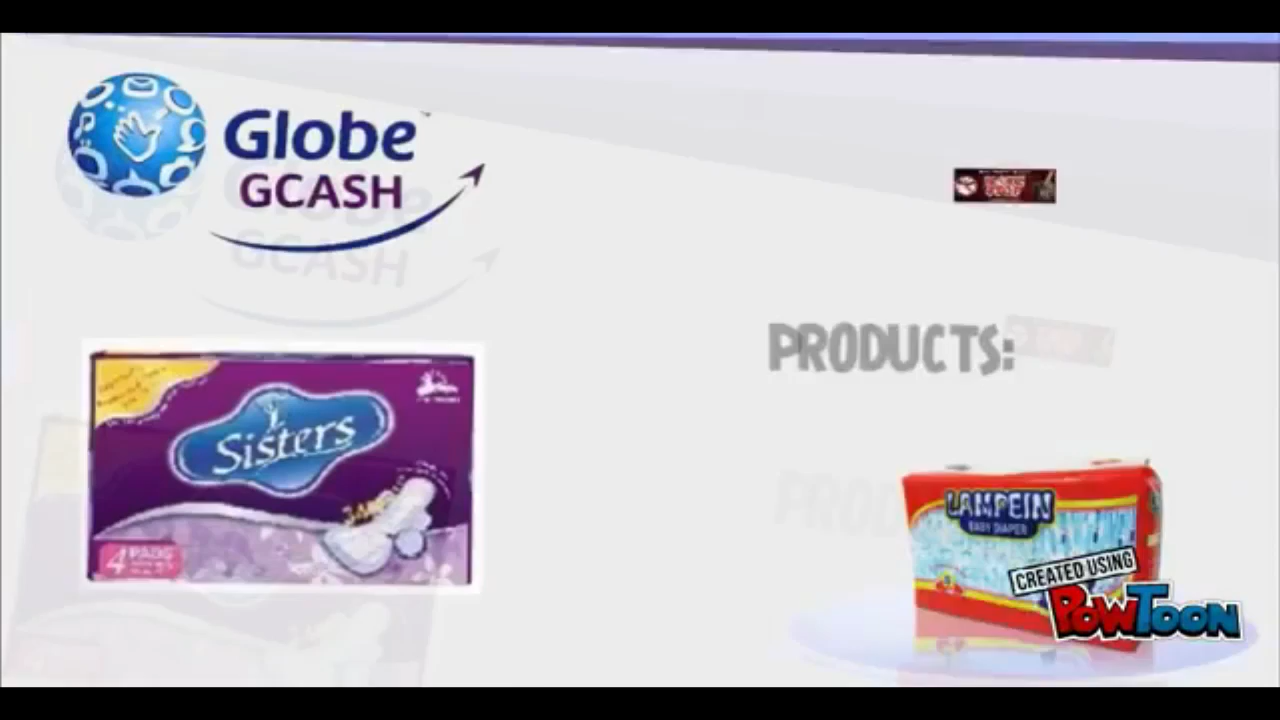 Globe
GCASH
PRODUCTS:
Sisters
4 PADS
LAMPEIN
BABY DIAPER
CREATED USING
POWTOON